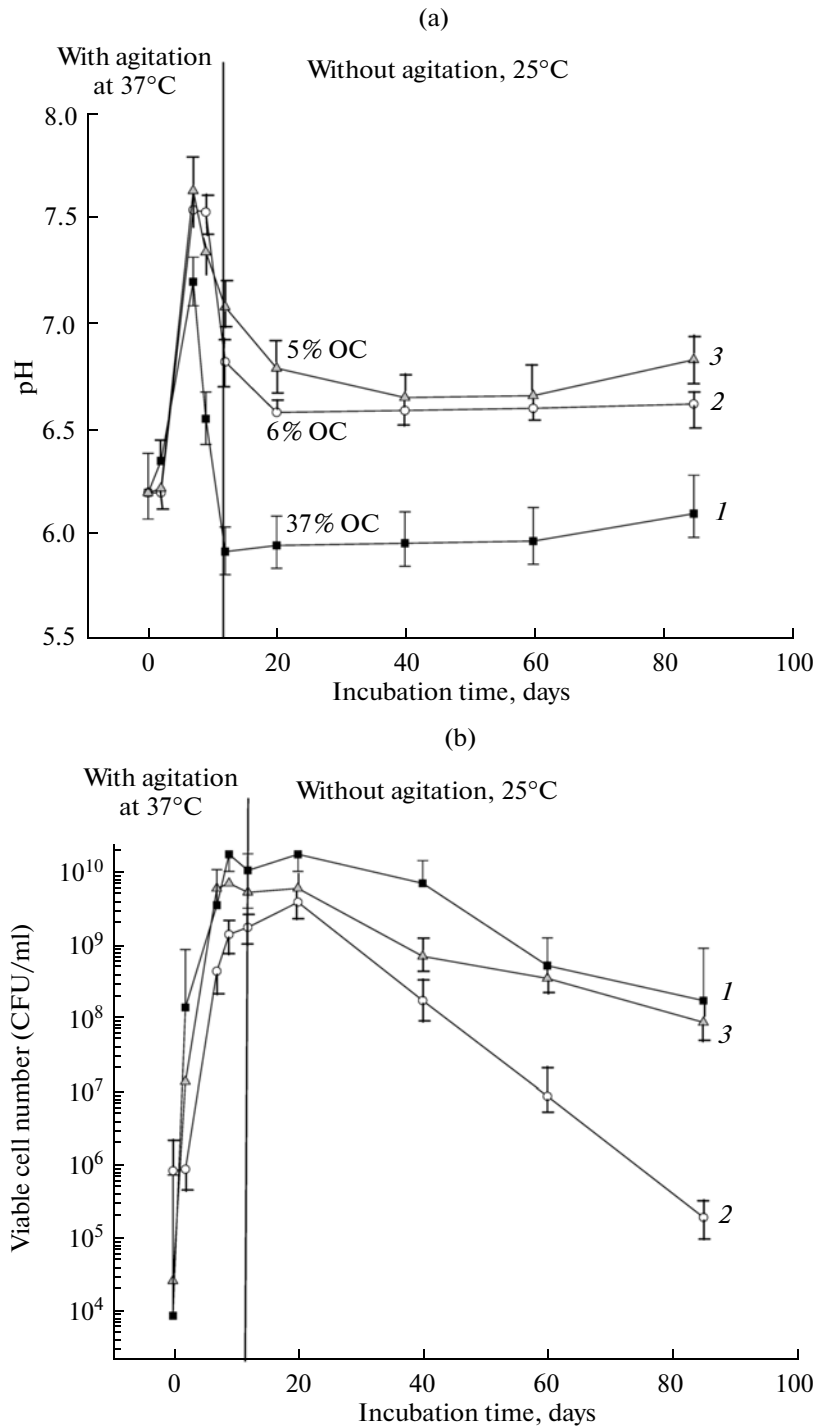 (a)
With agitation
at 37°C
Without agitation, 25°C
8.0
7.5
7.0
6.5
6.0
5.5
pH
5% OC
6% OC
37% OC
3
2
1
0 20 40 60 80 100
Incubation time, days
(b)
With agitation
at 37°C
Without agitation, 25°C
10^10
10^9
10^8
10^7
10^6
10^5
10^4
Viable cell number (CFU/ml)
1
3
2
0 20 40 60 80 100
Incubation time, days